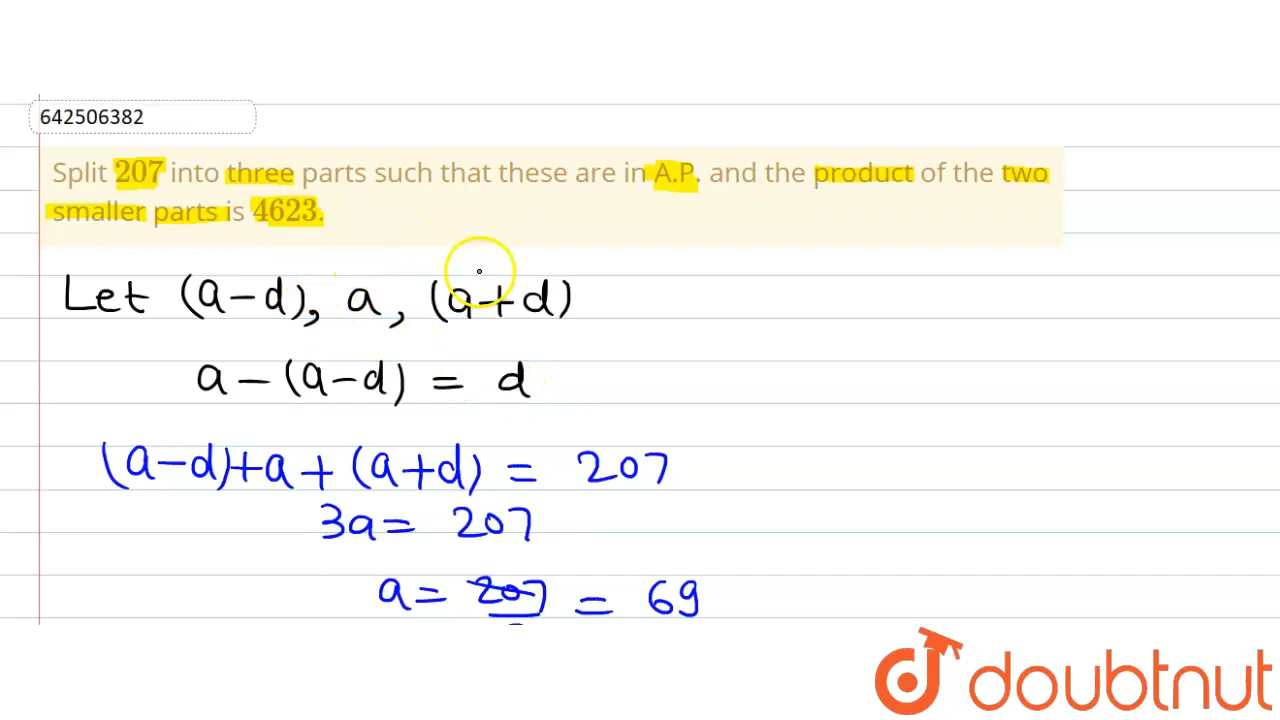 642506382
Split 207 into three parts such that these are in A.P. and the product of the two
smaller parts is 4623.
Let (a-d), a, (a+d)
a-(a-d) = d
(a-d)+a+(a+d) = 207
3a= 207
a= 207 = 69
doubtnut